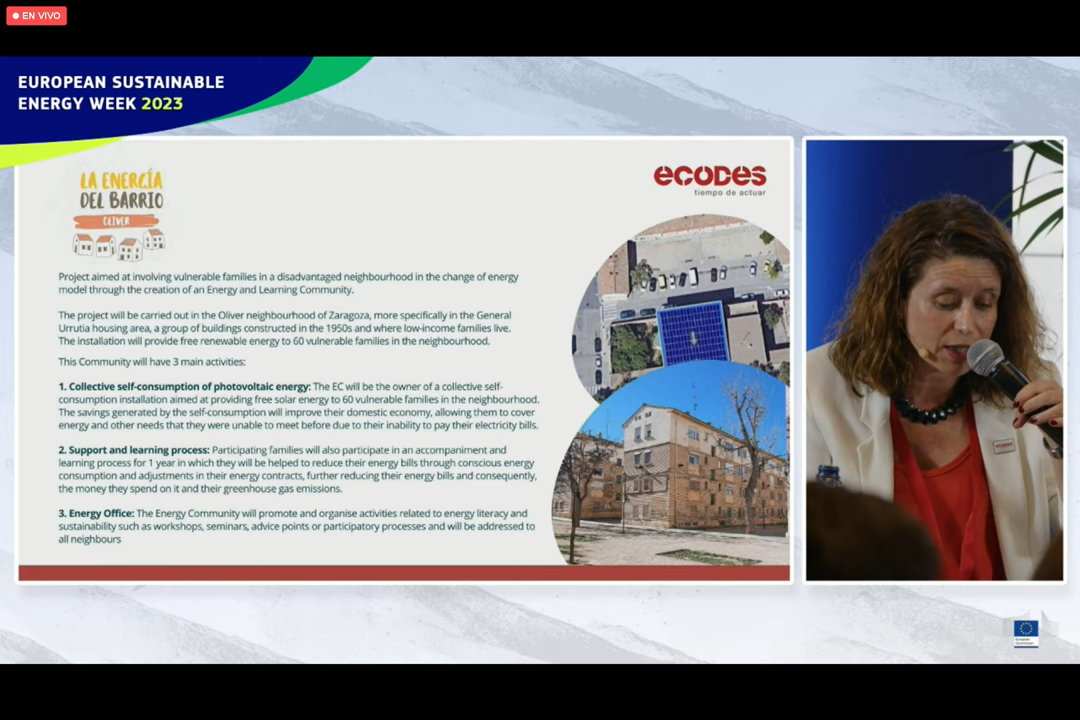 EN VIVO
EUROPEAN SUSTAINABLE
ENERGY WEEK 2023
LA ENERGÍA
DEL BARRIO
OLIVER
ecodes
tiempo de actuar
Project aimed at involving vulnerable families in a disadvantaged neighbourhood in the change of energy
model through the creation of an Energy and Learning Community.
The project will be carried out in the Oliver neighbourhood of Zaragoza, more specifically in the General
Urrutia housing area, a group of buildings constructed in the 1950s and where low-income families live.
The installation will provide free renewable energy to 60 vulnerable families in the neighbourhood.
This Community will have 3 main activities:
1. Collective self-consumption of photovoltaic energy: The EC will be the owner of a collective self-
consumption installation aimed at providing free solar energy to 60 vulnerable families in the neighbourhood.
The savings generated by the self-consumption will improve their domestic economy, allowing them to cover
energy and other needs that they were unable to meet before due to their inability to pay their electricity bills.
2. Support and learning process: Participating families will also participate in an accompaniment and
learning process for 1 year in which they will be helped to reduce their energy bills through conscious energy
consumption and adjustments in their energy contracts, further reducing their energy bills and consequently,
the money they spend on it and their greenhouse gas emissions.
3. Energy Office: The Energy Community will promote and organise activities related to energy literacy and
sustainability such as workshops, seminars, advice points or participatory processes and will be addressed to
all neighbours
European
Commission